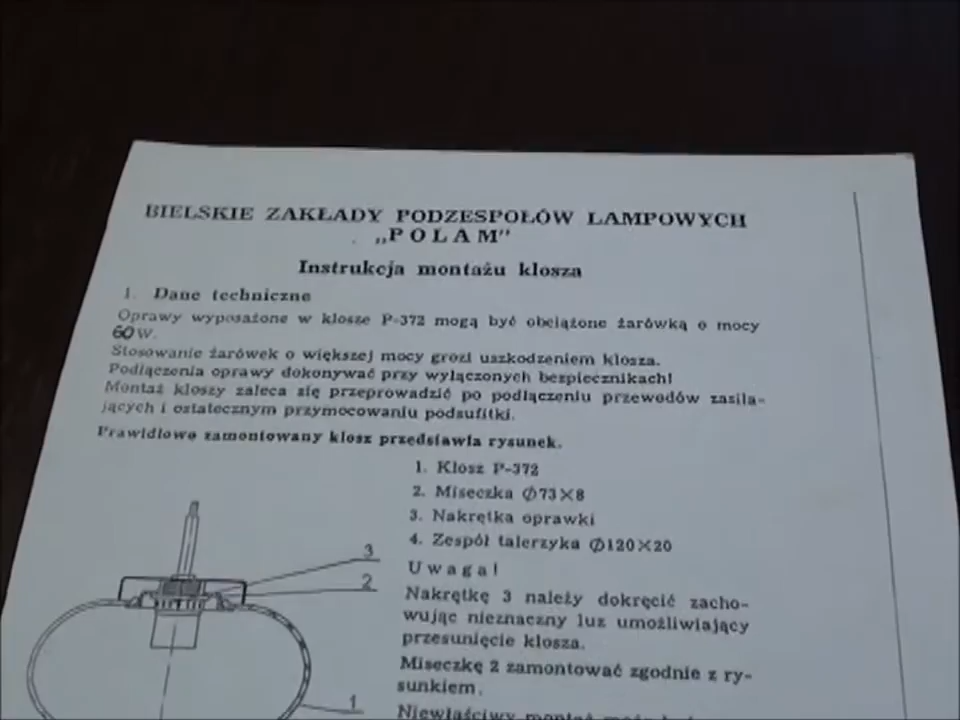 BIELSKIE ZAKŁADY PODZESPOŁÓW LAMPOWYCH
„POLAM”
Instrukcja montażu klosza
1. Dane techniczne
Oprawy wyposażone w klosze P-372 mogą być obciążone żarówką o mocy
60 W.
Stosowanie żarówek o większej mocy grozi uszkodzeniem klosza.
Podłączenia oprawy dokonywać przy wyłączonych bezpiecznikach!
Montaż kloszy zaleca się przeprowadzić po podłączeniu przewodów zasila-
jących i ostatecznym przymocowaniu podsufitki.
Prawidłowo zamontowany klosz przedstawia rysunek.
1. Klosz P-372
2. Miseczka Ø73×8
3. Nakrętka oprawki
4. Zespół talerzyka Ø120×20
Uwaga!
Nakrętkę 3 należy dokręcić zacho-
wując nieznaczny luz umożliwiający
przesunięcie klosza.
Miseczkę 2 zamontować zgodnie z ry-
sunkiem.
Niewłaściwy montaż może
3
2
1